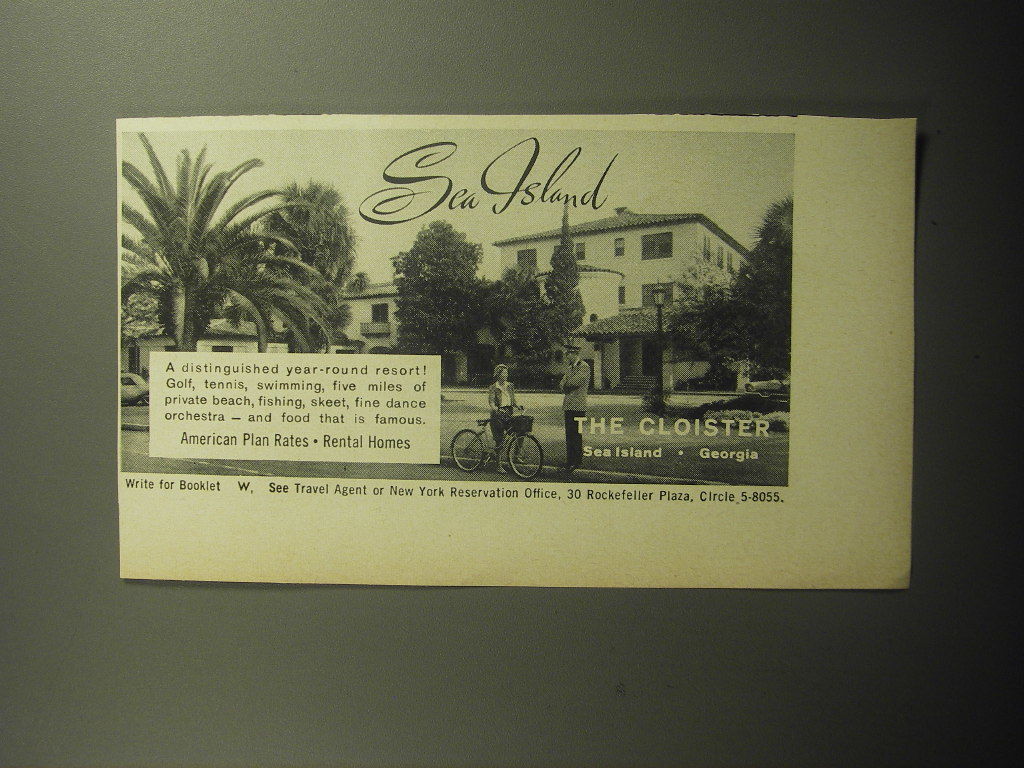 Sea Island
A distinguished year-round resort!
Golf, tennis, swimming, five miles of
private beach, fishing, skeet, fine dance
orchestra — and food that is famous.
American Plan Rates • Rental Homes
THE CLOISTER
Sea Island • Georgia
Write for Booklet W, See Travel Agent or New York Reservation Office, 30 Rockefeller Plaza, CIrcle 5-8055.